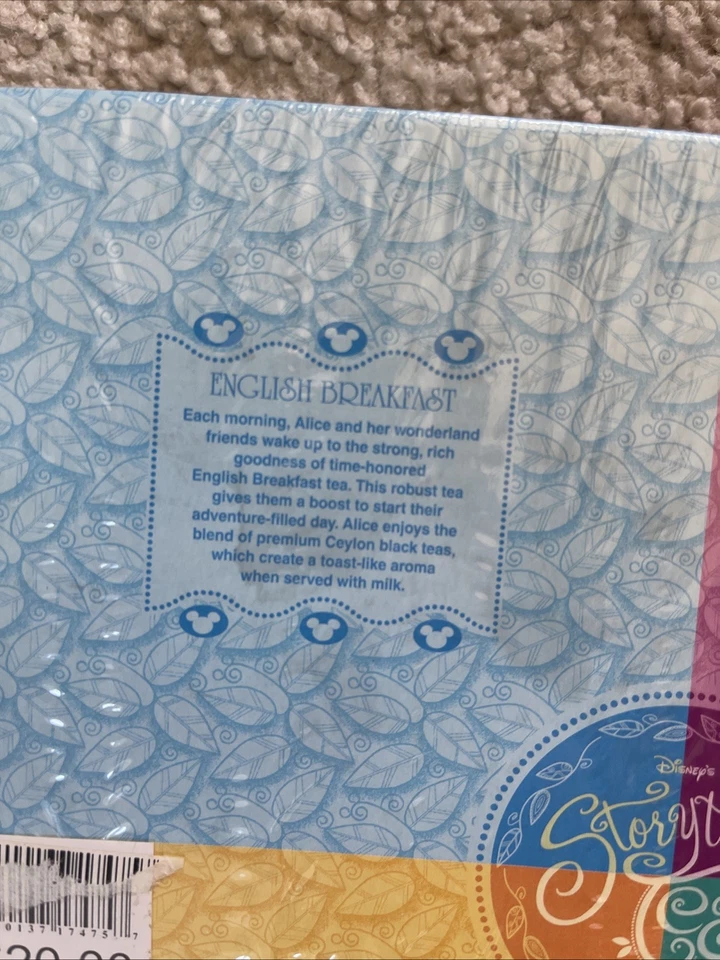 ENGLISH BREAKFAST
Each morning, Alice and her wonderland
friends wake up to the strong, rich
goodness of time-honored
English Breakfast tea. This robust tea
gives them a boost to start their
adventure-filled day. Alice enjoys the
blend of premium Ceylon black teas,
which create a toast-like aroma
when served with milk.
DISNEY'S